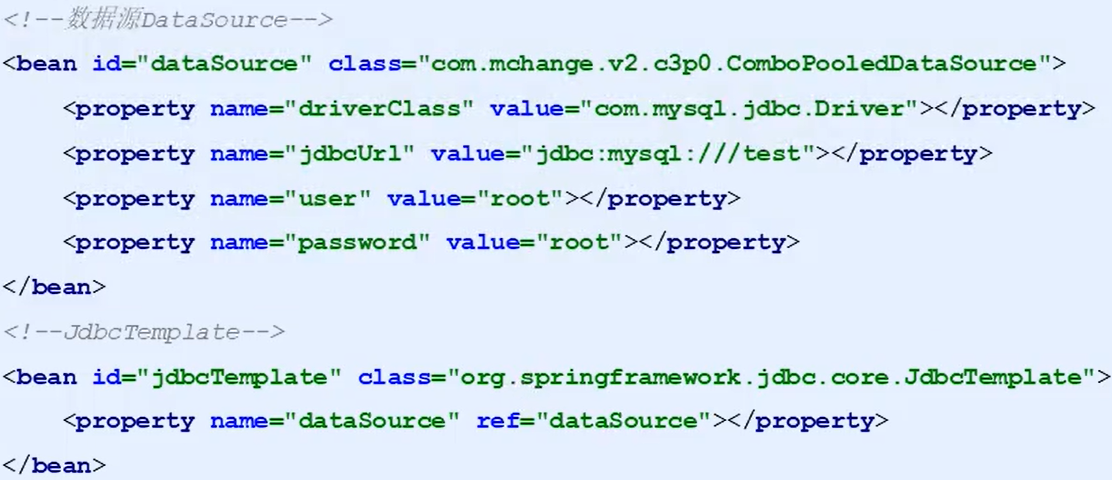 <!--数据源DataSource-->
<bean id="dataSource" class="com.mchange.v2.c3p0.ComboPooledDataSource">
    <property name="driverClass" value="com.mysql.jdbc.Driver"></property>
    <property name="jdbcUrl" value="jdbc:mysql:///test"></property>
    <property name="user" value="root"></property>
    <property name="password" value="root"></property>
</bean>
<!--JdbcTemplate-->
<bean id="jdbcTemplate" class="org.springframework.jdbc.core.JdbcTemplate">
    <property name="dataSource" ref="dataSource"></property>
</bean>